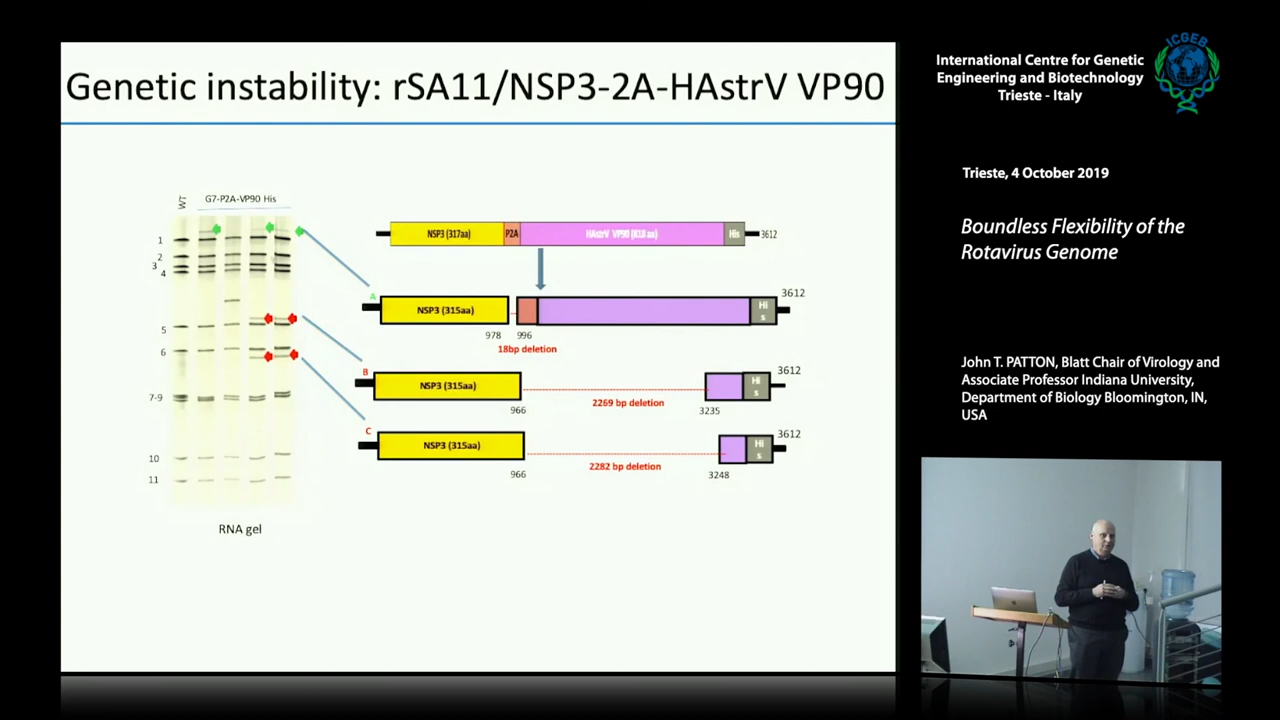 Genetic instability: rSA11/NSP3-2A-HAstrV VP90
WT
G7-P2A-VP90 His
1
2
3
4
5
6
7-9
10
11
RNA gel
NSP3 (317aa)
P2A
HAstrV VP90 (818 aa)
His
3612
A
NSP3 (315aa)
His
3612
978
996
18bp deletion
B
NSP3 (315aa)
His
3612
966
2269 bp deletion
3235
C
NSP3 (315aa)
His
3612
966
2282 bp deletion
3248
International Centre for Genetic
Engineering and Biotechnology
Trieste - Italy
ICGEB
Trieste, 4 October 2019
Boundless Flexibility of the
Rotavirus Genome
John T. PATTON, Blatt Chair of Virology and
Associate Professor Indiana University,
Department of Biology Bloomington, IN,
USA